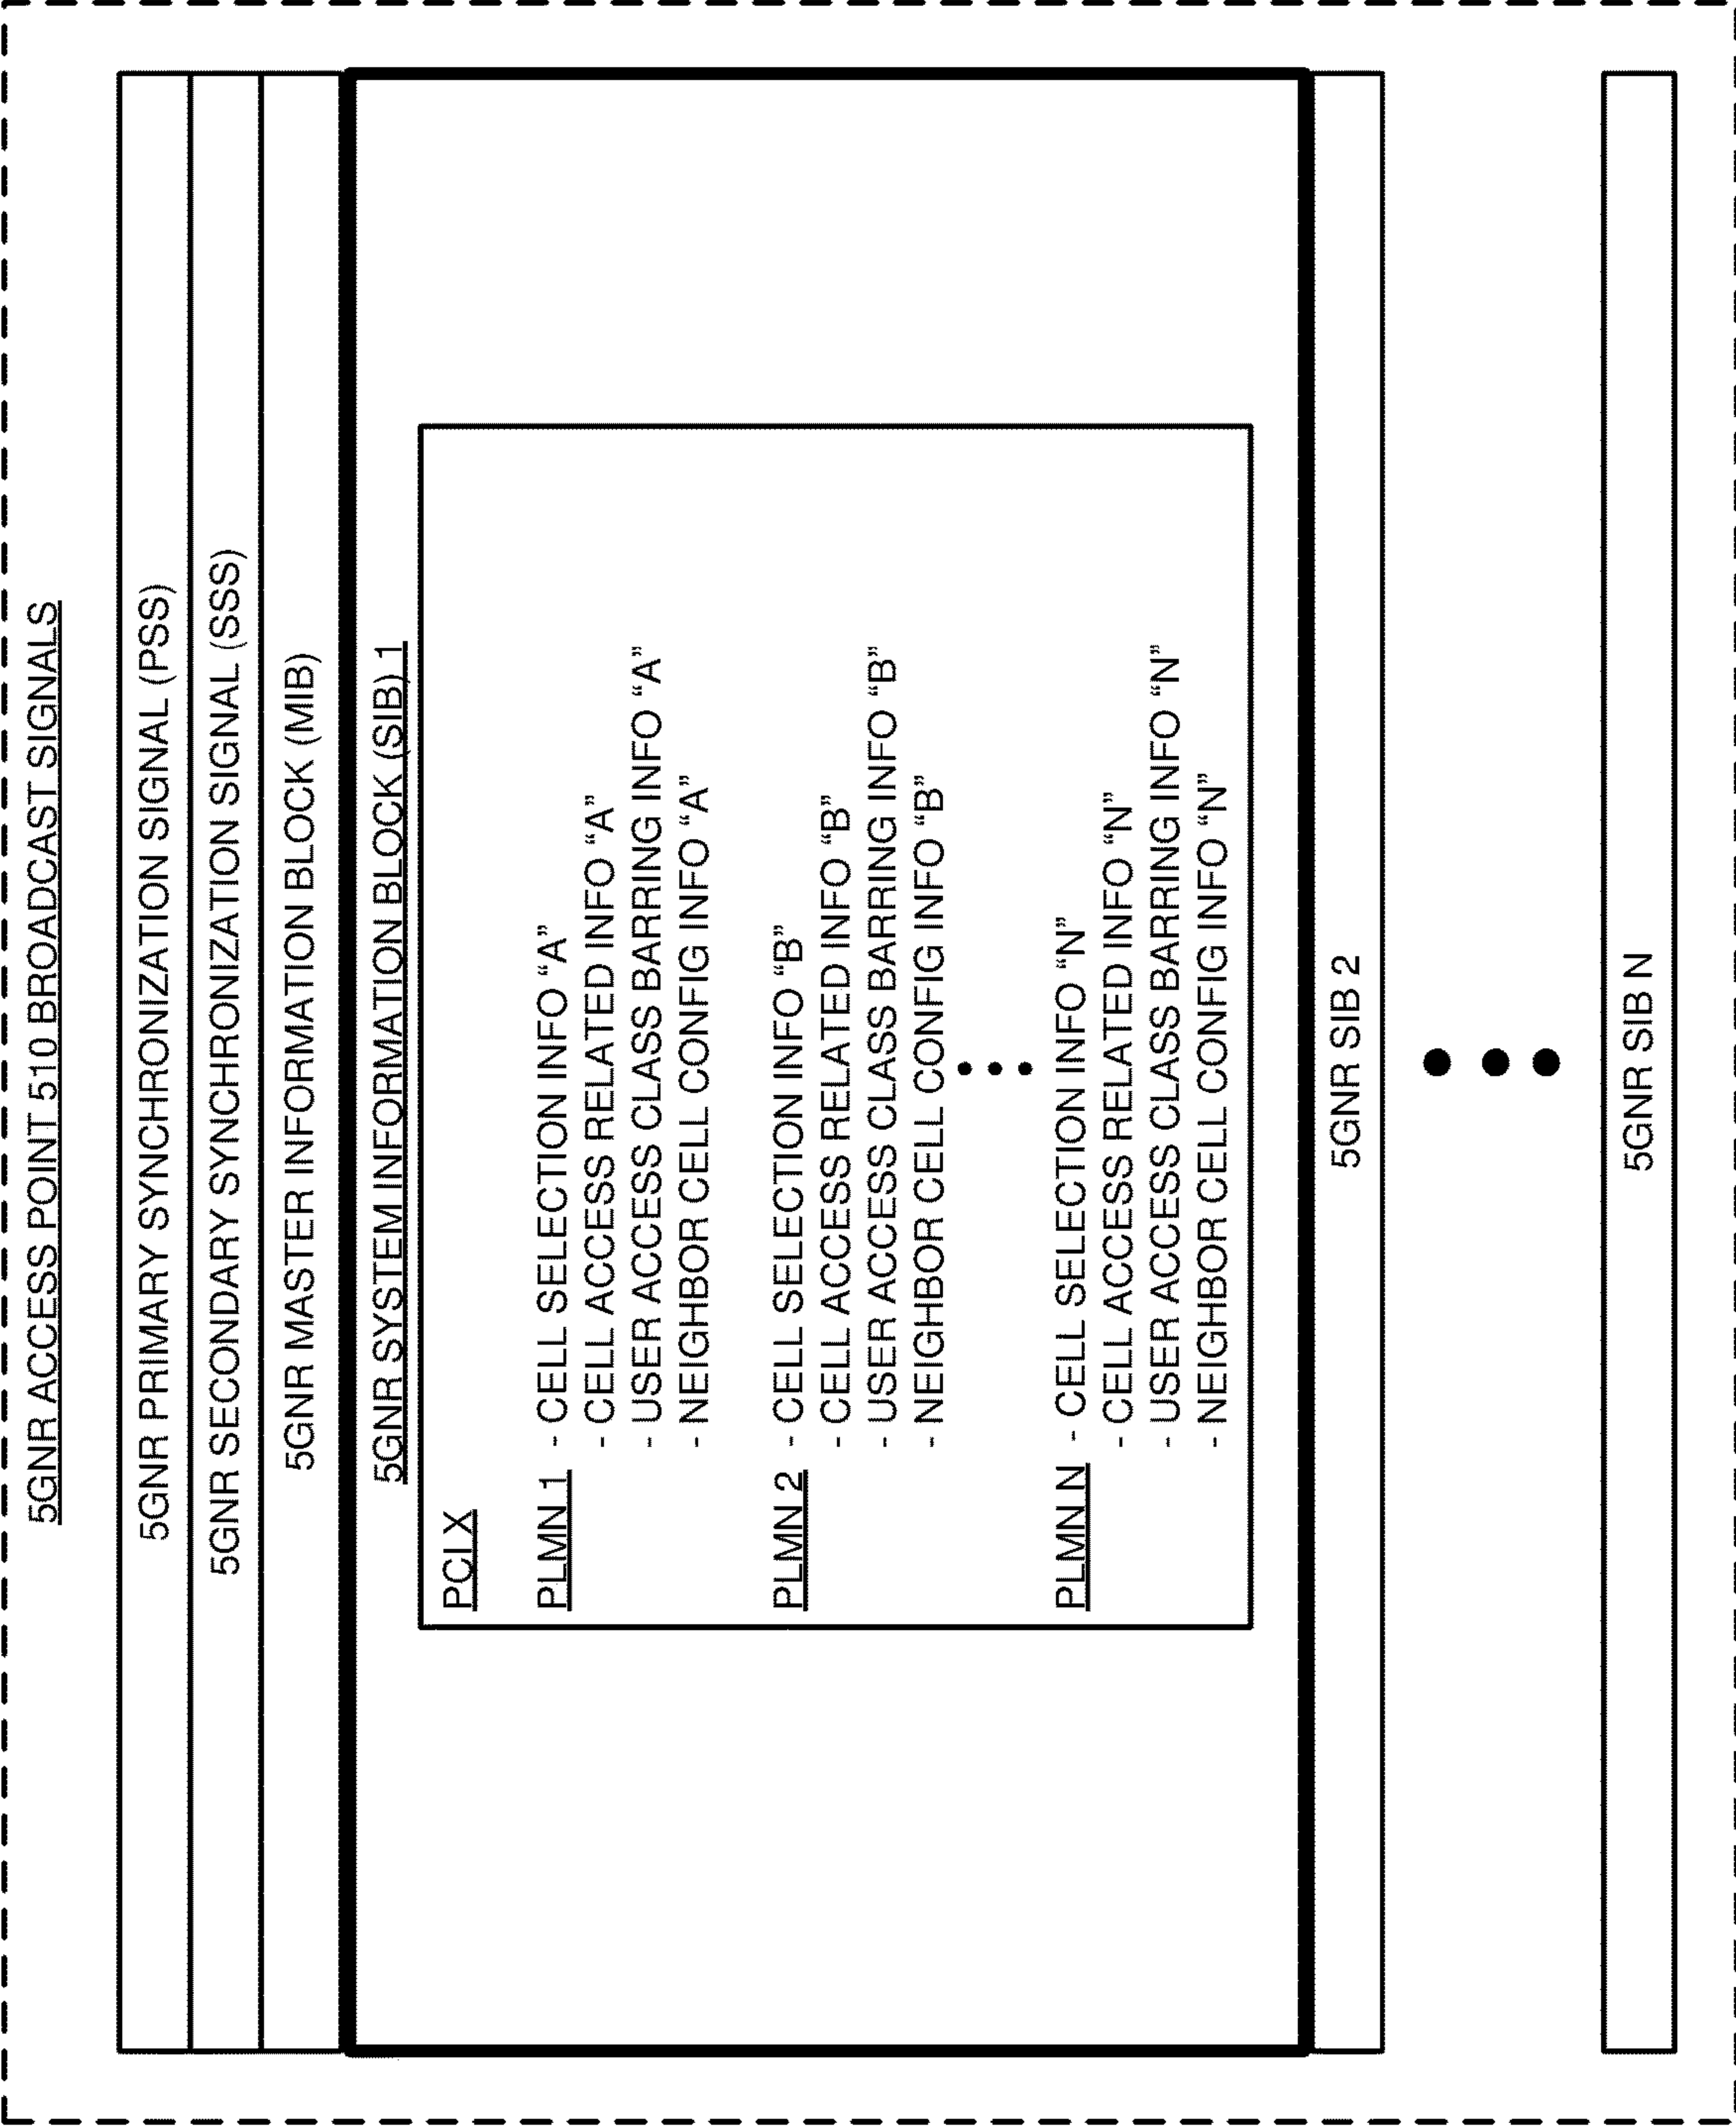 5GNR ACCESS POINT 510 BROADCAST SIGNALS
5GNR PRIMARY SYNCHRONIZATION SIGNAL (PSS)
5GNR SECONDARY SYNCHRONIZATION SIGNAL (SSS)
5GNR MASTER INFORMATION BLOCK (MIB)
5GNR SYSTEM INFORMATION BLOCK (SIB) 1
PCI X
PLMN 1 - CELL SELECTION INFO “A”
- CELL ACCESS RELATED INFO “A”
- USER ACCESS CLASS BARRING INFO “A”
- NEIGHBOR CELL CONFIG INFO “A”
PLMN 2 - CELL SELECTION INFO “B”
- CELL ACCESS RELATED INFO “B”
- USER ACCESS CLASS BARRING INFO “B”
- NEIGHBOR CELL CONFIG INFO “B”
PLMN N - CELL SELECTION INFO “N”
- CELL ACCESS RELATED INFO “N”
- USER ACCESS CLASS BARRING INFO “N”
- NEIGHBOR CELL CONFIG INFO “N”
5GNR SIB 2
5GNR SIB N